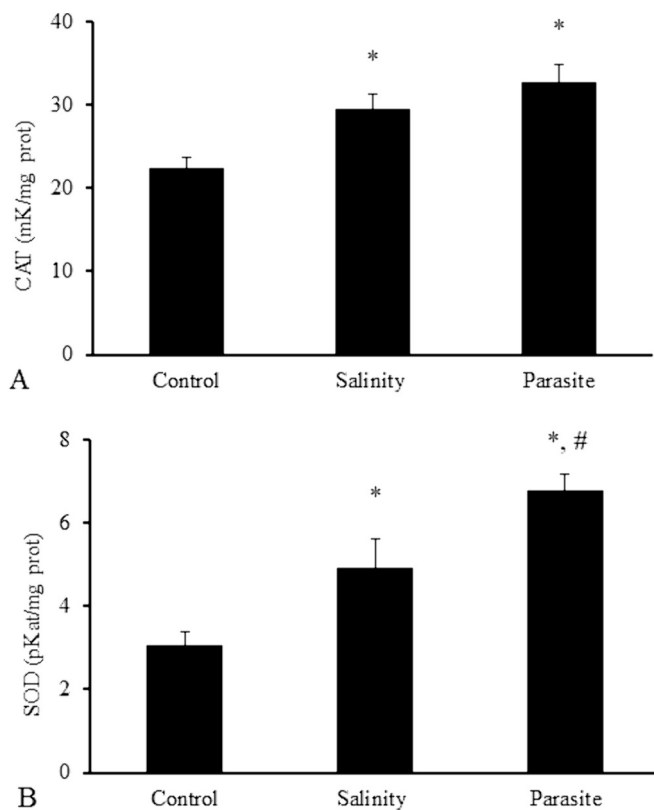 40
30
20
10
0
CAT (mK/mg prot)
*
*
Control
Salinity
Parasite
A
8
6
4
2
0
SOD (pKat/mg prot)
*
*, #
Control
Salinity
Parasite
B